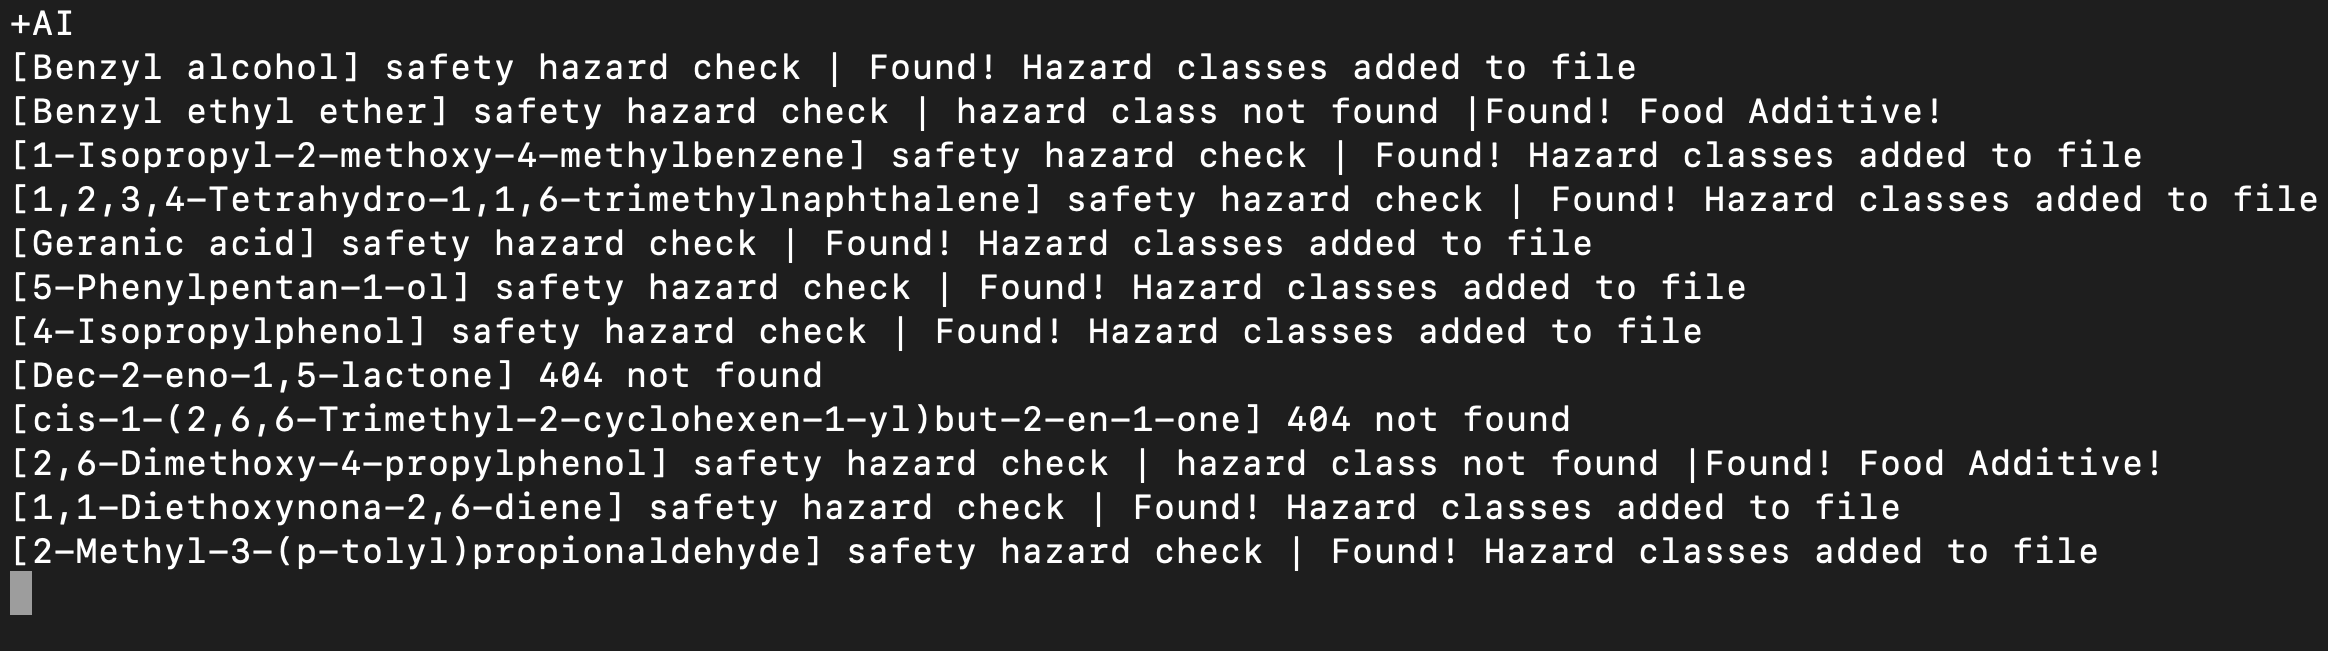 +AI
[Benzyl alcohol] safety hazard check | Found! Hazard classes added to file
[Benzyl ethyl ether] safety hazard check | hazard class not found |Found! Food Additive!
[1-Isopropyl-2-methoxy-4-methylbenzene] safety hazard check | Found! Hazard classes added to file
[1,2,3,4-Tetrahydro-1,1,6-trimethylnaphthalene] safety hazard check | Found! Hazard classes added to file
[Geranic acid] safety hazard check | Found! Hazard classes added to file
[5-Phenylpentan-1-ol] safety hazard check | Found! Hazard classes added to file
[4-Isopropylphenol] safety hazard check | Found! Hazard classes added to file
[Dec-2-eno-1,5-lactone] 404 not found
[cis-1-(2,6,6-Trimethyl-2-cyclohexen-1-yl)but-2-en-1-one] 404 not found
[2,6-Dimethoxy-4-propylphenol] safety hazard check | hazard class not found |Found! Food Additive!
[1,1-Diethoxynona-2,6-diene] safety hazard check | Found! Hazard classes added to file
[2-Methyl-3-(p-tolyl)propionaldehyde] safety hazard check | Found! Hazard classes added to file